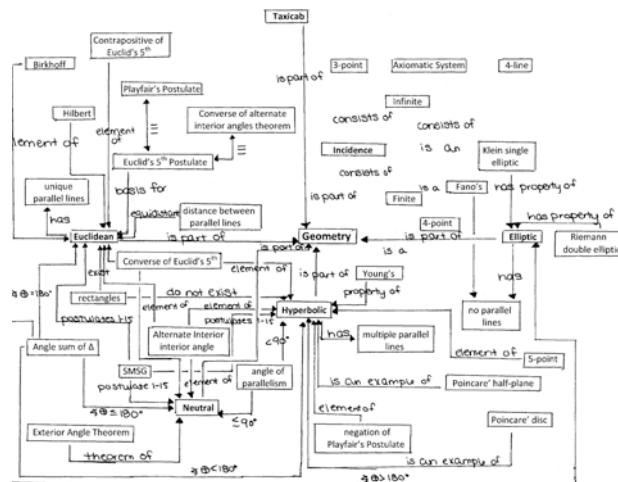 Taxicab
Contrapositive of
Euclid's 5th
Birkhoff
is part of
3-point
Axiomatic System
4-line
Playfair's Postulate
Hilbert
Converse of alternate
interior angles theorem
Infinite
consists of
consists of
element of
element of
Incidence
is an
Klein single
elliptic
Euclid's 5th Postulate
consists of
unique
parallel lines
basis for
is part of
Finite
is a
Fano's
has property of
has
equidistant
distance between
parallel lines
4-point
has property of
Euclidean
is part of
Geometry
is part of
Elliptic
Riemann
double elliptic
is part of
is a
Converse of Euclid's 5th
element of
is part of
Young's
has
exist
do not exist
property of
rectangles
element of
element of
Hyperbolic
no parallel
lines
postulates 1-15
postulates 1-15
=180°
Angle sum of Δ
Alternate Interior
interior angle
<90°
has
multiple parallel
lines
element of
5-point
SMSG
postulate 1-15
element of
angle of
parallelism
is an example of
Poincare' half-plane
Neutral
≤90°
≤180°
element of
Poincare' disc
Exterior Angle Theorem
negation of
Playfair's Postulate
theorem of
<180°
is an example of
>180°